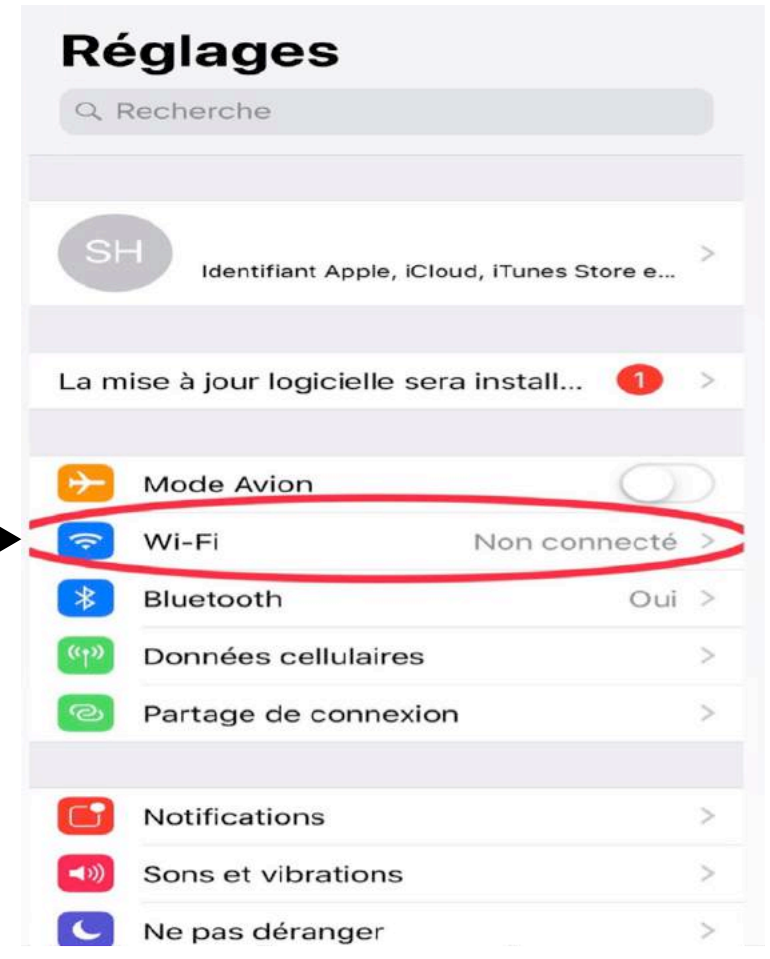 Réglages
Recherche
SH
Identifiant Apple, iCloud, iTunes Store e...
La mise à jour logicielle sera install... 1
Mode Avion
Wi-Fi Non connecté
Bluetooth Oui
Données cellulaires
Partage de connexion
Notifications
Sons et vibrations
Ne pas déranger